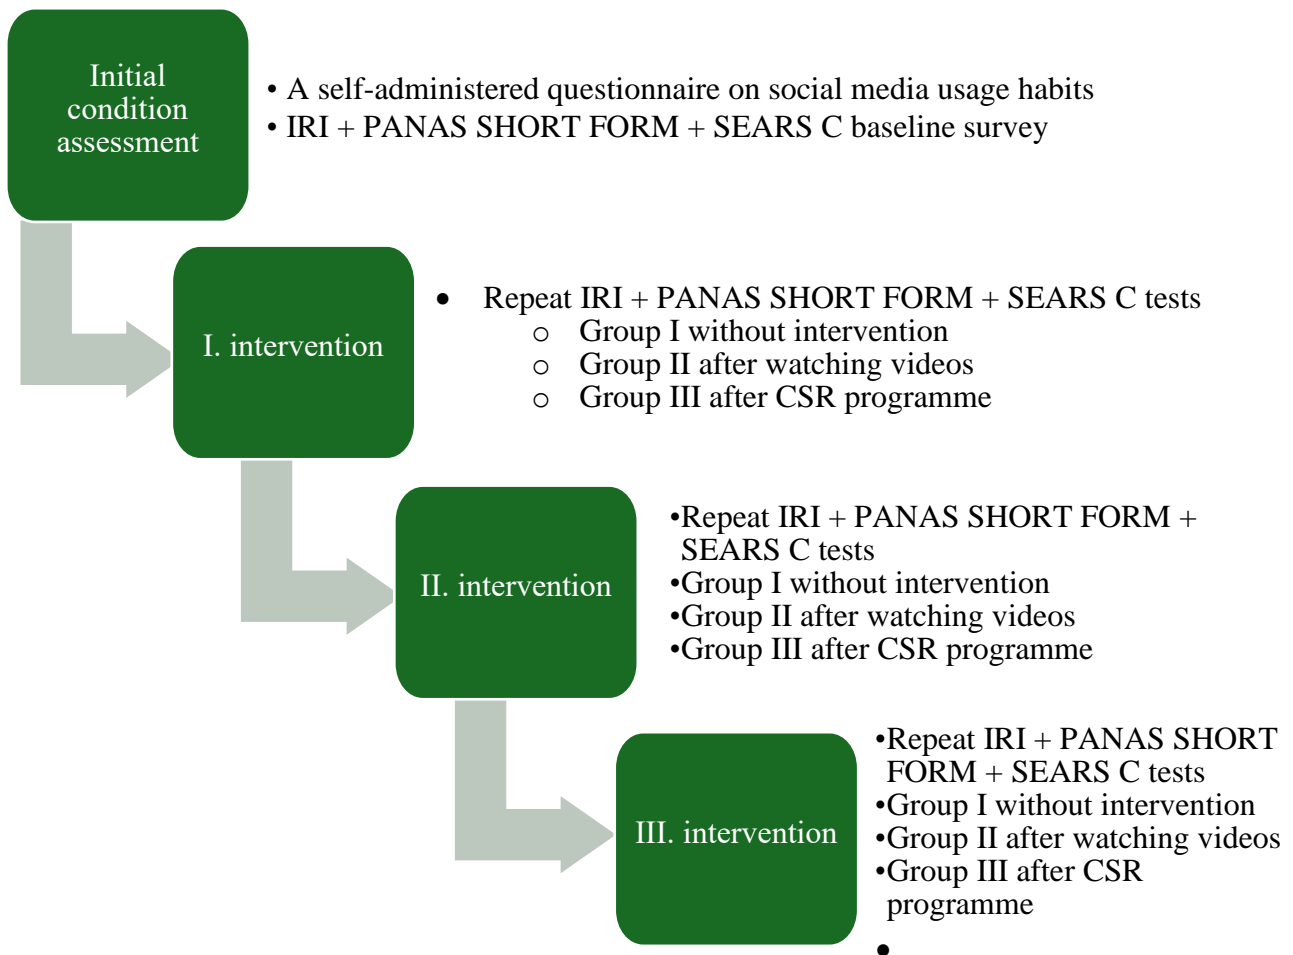 Initial
condition
assessment
• A self-administered questionnaire on social media usage habits
• IRI + PANAS SHORT FORM + SEARS C baseline survey
I. intervention
• Repeat IRI + PANAS SHORT FORM + SEARS C tests
o Group I without intervention
o Group II after watching videos
o Group III after CSR programme
II. intervention
•Repeat IRI + PANAS SHORT FORM +
SEARS C tests
•Group I without intervention
•Group II after watching videos
•Group III after CSR programme
III. intervention
•Repeat IRI + PANAS SHORT
FORM + SEARS C tests
•Group I without intervention
•Group II after watching videos
•Group III after CSR
programme
•